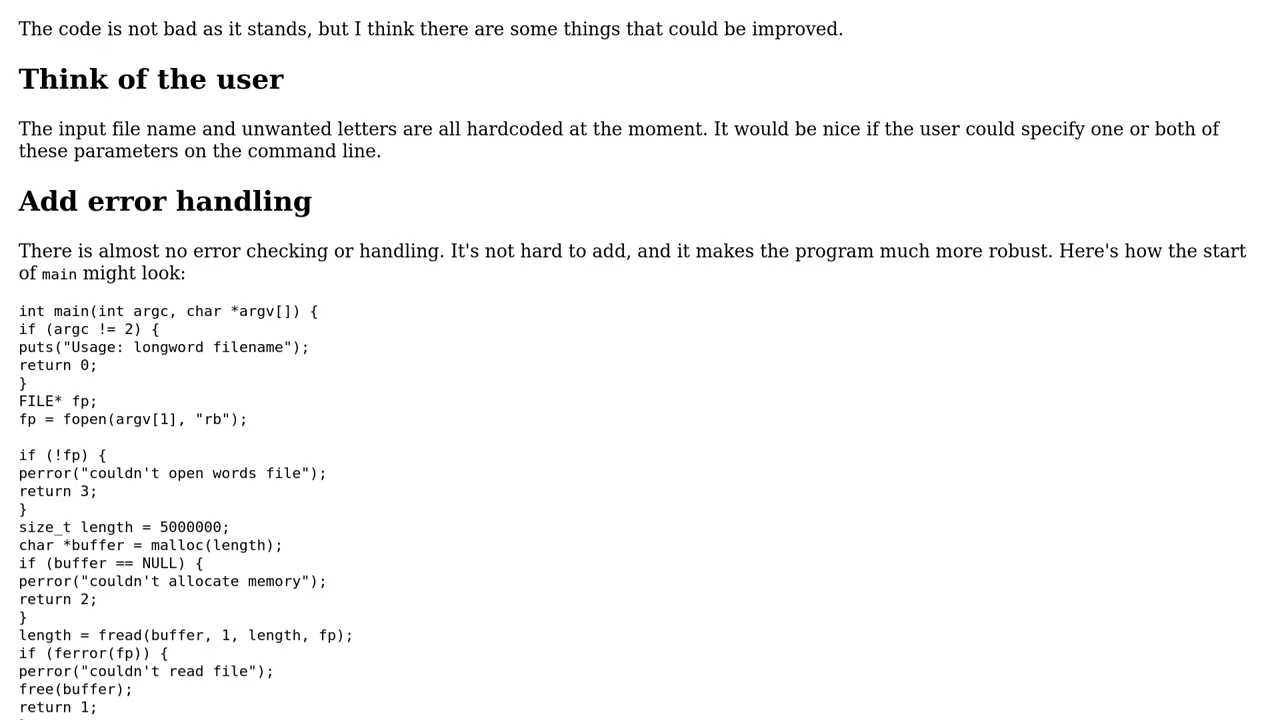 The code is not bad as it stands, but I think there are some things that could be improved.
Think of the user
The input file name and unwanted letters are all hardcoded at the moment. It would be nice if the user could specify one or both of
these parameters on the command line.
Add error handling
There is almost no error checking or handling. It's not hard to add, and it makes the program much more robust. Here's how the start
of main might look:
int main(int argc, char *argv[]) {
if (argc != 2) {
puts("Usage: longword filename");
return 0;
}
FILE* fp;
fp = fopen(argv[1], "rb");
if (!fp) {
perror("couldn't open words file");
return 3;
}
size_t length = 5000000;
char *buffer = malloc(length);
if (buffer == NULL) {
perror("couldn't allocate memory");
return 2;
}
length = fread(buffer, 1, length, fp);
if (ferror(fp)) {
perror("couldn't read file");
free(buffer);
return 1;